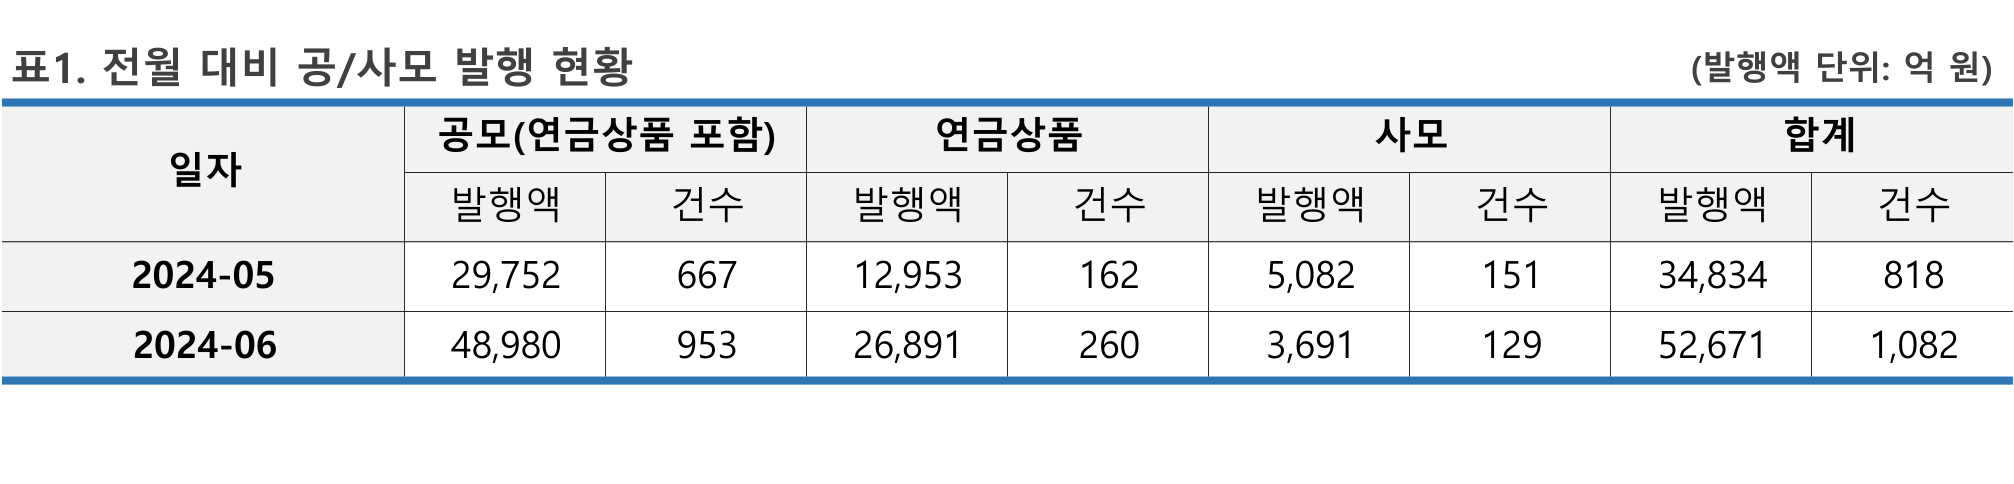 표1. 전월 대비 공/사모 발행 현황 (발행액 단위: 억 원)
일자 공모(연금상품 포함) 연금상품 사모 합계
발행액 건수 발행액 건수 발행액 건수 발행액 건수
2024-05 29,752 667 12,953 162 5,082 151 34,834 818
2024-06 48,980 953 26,891 260 3,691 129 52,671 1,082